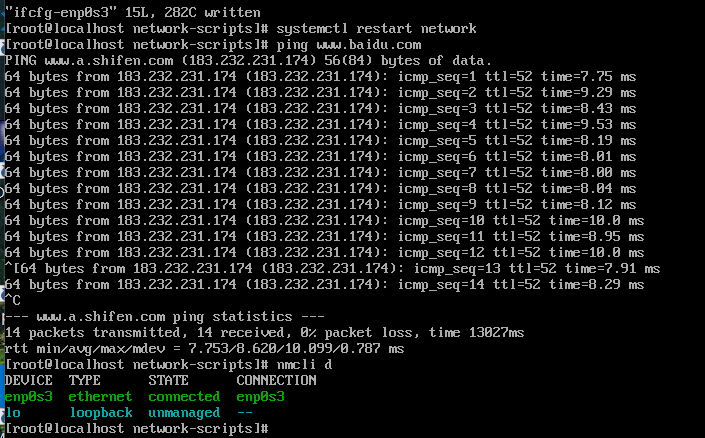 "ifcfg-enp0s3" 15L, 282C written
[root@localhost network-scripts]# systemctl restart network
[root@localhost network-scripts]# ping www.baidu.com
PING www.a.shifen.com (183.232.231.174) 56(84) bytes of data.
64 bytes from 183.232.231.174 (183.232.231.174): icmp_seq=1 ttl=52 time=7.75 ms
64 bytes from 183.232.231.174 (183.232.231.174): icmp_seq=2 ttl=52 time=9.29 ms
64 bytes from 183.232.231.174 (183.232.231.174): icmp_seq=3 ttl=52 time=8.43 ms
64 bytes from 183.232.231.174 (183.232.231.174): icmp_seq=4 ttl=52 time=9.53 ms
64 bytes from 183.232.231.174 (183.232.231.174): icmp_seq=5 ttl=52 time=8.19 ms
64 bytes from 183.232.231.174 (183.232.231.174): icmp_seq=6 ttl=52 time=8.01 ms
64 bytes from 183.232.231.174 (183.232.231.174): icmp_seq=7 ttl=52 time=8.00 ms
64 bytes from 183.232.231.174 (183.232.231.174): icmp_seq=8 ttl=52 time=8.04 ms
64 bytes from 183.232.231.174 (183.232.231.174): icmp_seq=9 ttl=52 time=8.12 ms
64 bytes from 183.232.231.174 (183.232.231.174): icmp_seq=10 ttl=52 time=10.0 ms
64 bytes from 183.232.231.174 (183.232.231.174): icmp_seq=11 ttl=52 time=8.95 ms
64 bytes from 183.232.231.174 (183.232.231.174): icmp_seq=12 ttl=52 time=10.0 ms
^[64 bytes from 183.232.231.174 (183.232.231.174): icmp_seq=13 ttl=52 time=7.91 ms
64 bytes from 183.232.231.174 (183.232.231.174): icmp_seq=14 ttl=52 time=8.29 ms
^C
--- www.a.shifen.com ping statistics ---
14 packets transmitted, 14 received, 0% packet loss, time 13027ms
rtt min/avg/max/mdev = 7.753/8.620/10.099/0.787 ms
[root@localhost network-scripts]# nmcli d
DEVICE TYPE STATE CONNECTION
enp0s3 ethernet connected enp0s3
lo loopback unmanaged --
[root@localhost network-scripts]#